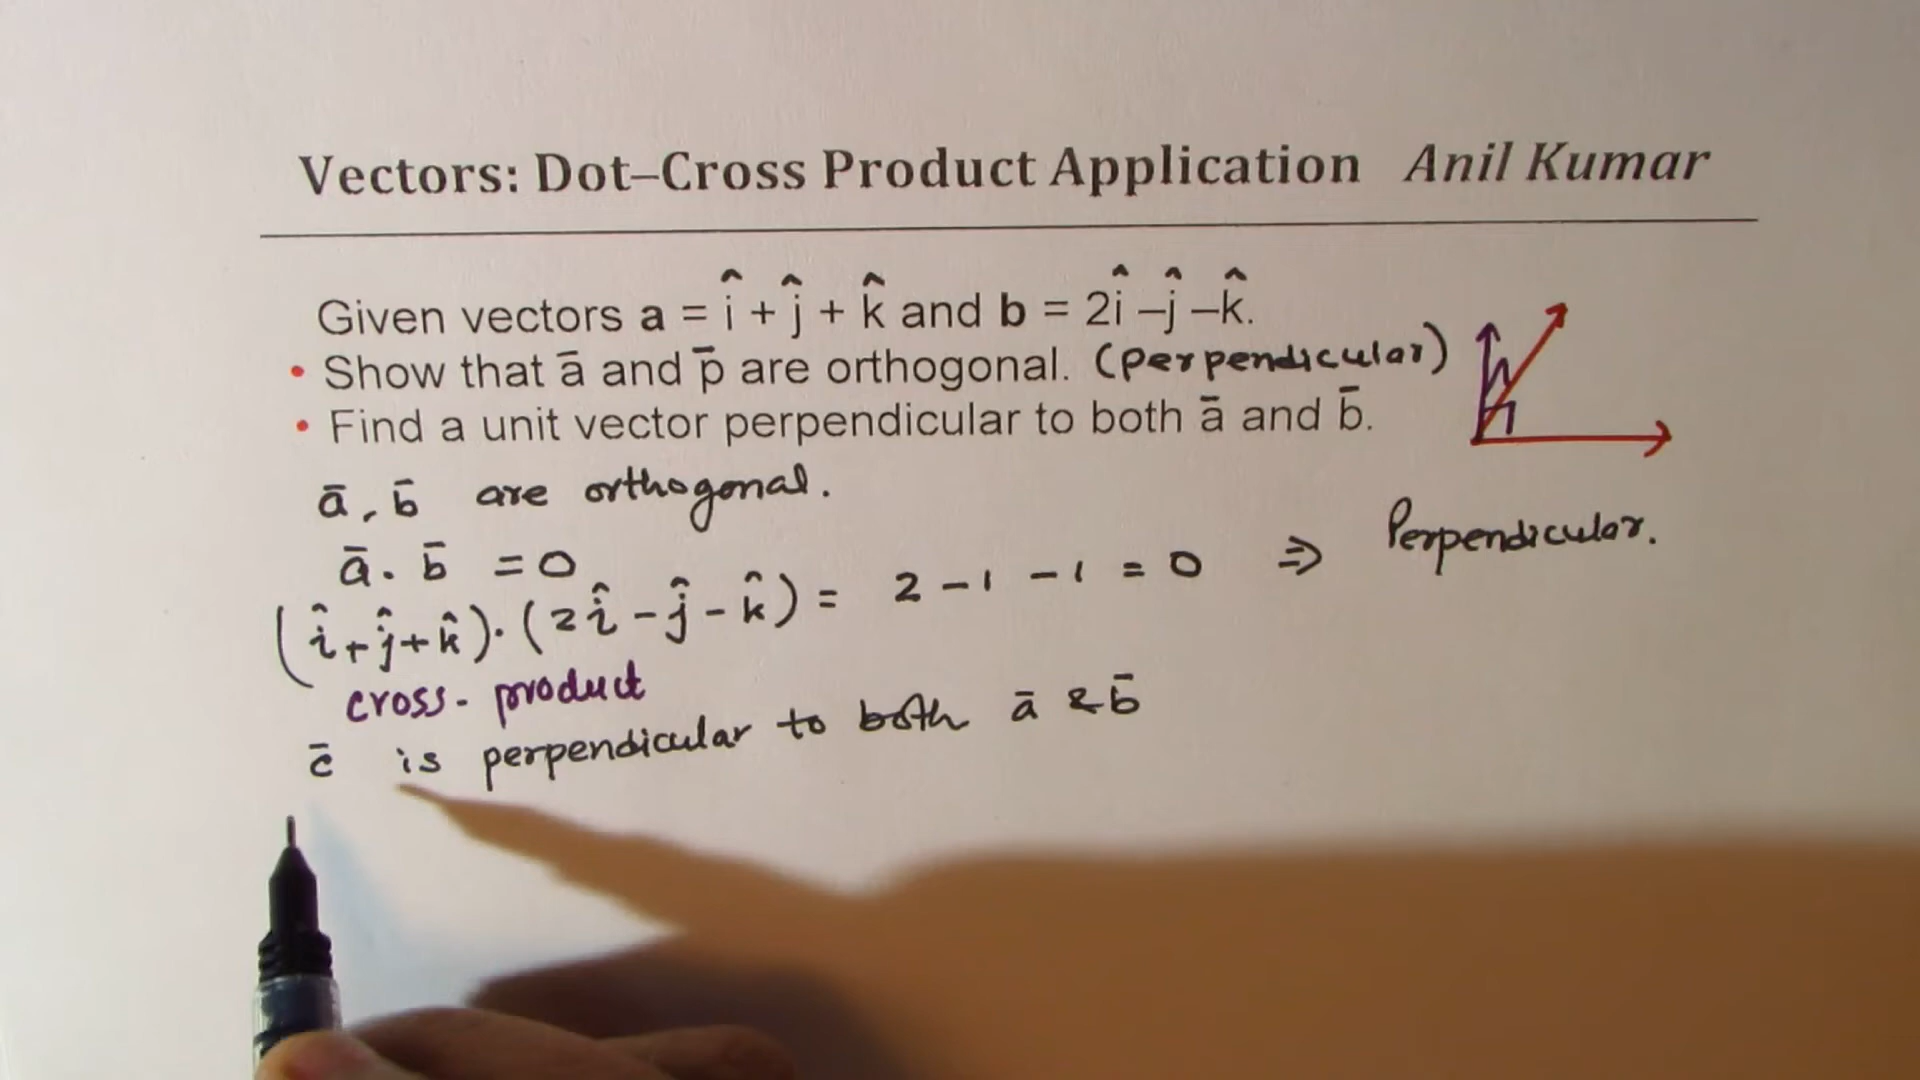 Vectors: Dot–Cross Product Application Anil Kumar
Given vectors a = î + ĵ + k̂ and b = 2î –ĵ –k̂.
• Show that ā and p̄ are orthogonal. (Perpendicular)
• Find a unit vector perpendicular to both ā and b̄.
ā, b̄ are orthogonal.
ā . b̄ = 0
(î + ĵ + k̂) · (2î - ĵ - k̂) = 2 - 1 - 1 = 0 ⇒ Perpendicular.
cross - product
c̄ is perpendicular to both ā & b̄